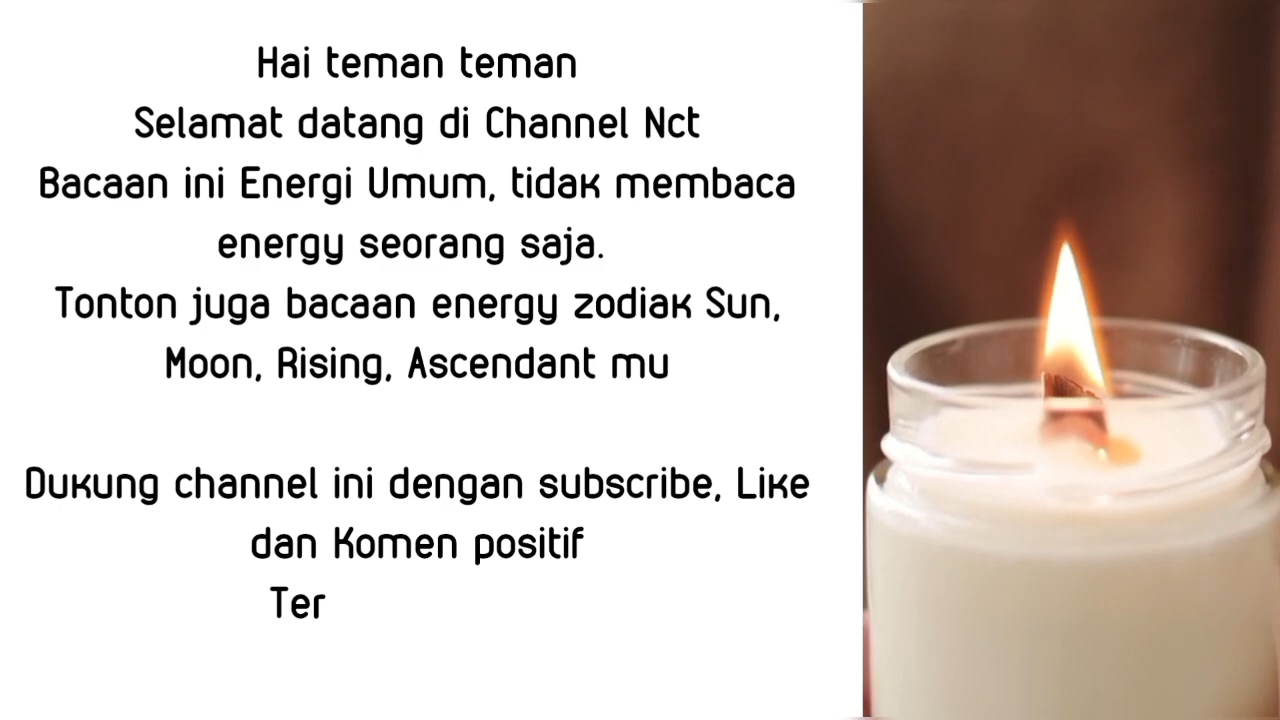 Hai teman teman
Selamat datang di Channel Nct
Bacaan ini Energi Umum, tidak membaca
energy seorang saja.
Tonton juga bacaan energy zodiak Sun,
Moon, Rising, Ascendant mu
Dukung channel ini dengan subscribe, Like
dan Komen positif
Ter